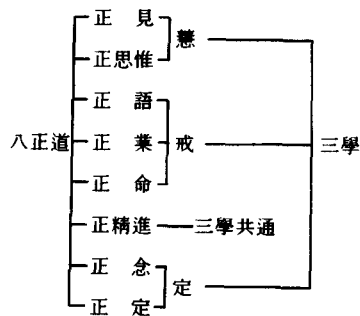 正見
正思惟
慧
正語
八正道 正業 戒 三學
正命
正精進 三學共通
正念
定
正定